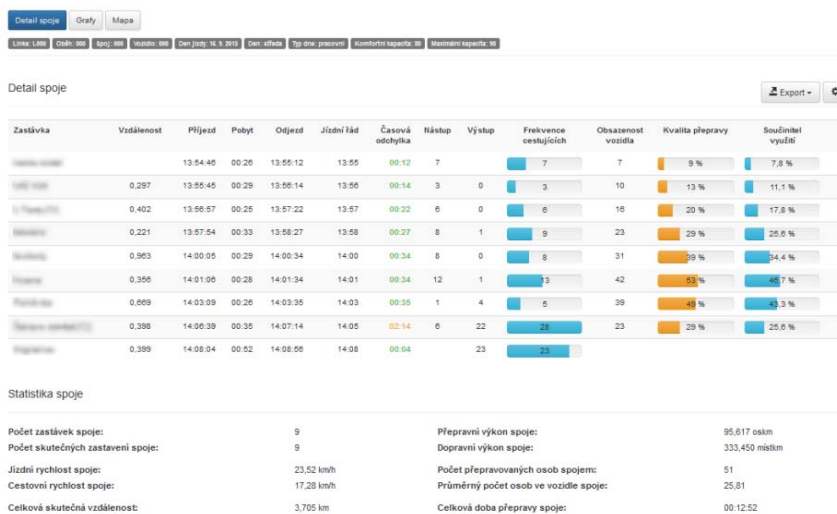 Detail spoje Grafy Mapa
Linka: 1,000 Oběh: 000 Spoj: 000 Vozidlo: 000 Den jízdy: 16. 9. 2015 Den: středa Typ dne: pracovní Komfortní kapacita: 80 Maximální kapacita: 90
Detail spoje
Export
Zastávka Vzdálenost Příjezd Pobyt Odjezd Jízdní řád Časová odchylka Nástup Výstup Frekvence cestujících Obsazenost vozidla Kvalita přepravy Součinitel využití
13:54:46 00:26 13:55:12 13:55 00:12 7 7 7 9 % 7,8 %
0,297 13:55:45 00:29 13:56:14 13:56 00:14 3 0 3 10 13 % 11,1 %
0,402 13:56:57 00:25 13:57:22 13:57 00:22 6 0 6 16 20 % 17,8 %
0,221 13:57:54 00:33 13:58:27 13:58 00:27 8 1 9 23 29 % 25,6 %
0,963 14:00:05 00:29 14:00:34 14:00 00:34 8 0 8 31 39 % 34,4 %
0,356 14:01:06 00:28 14:01:34 14:01 00:34 12 1 13 42 53 % 46,7 %
0,669 14:03:09 00:26 14:03:35 14:03 00:35 1 4 5 39 49 % 43,3 %
0,398 14:06:39 00:35 14:07:14 14:05 02:14 6 22 28 23 29 % 25,6 %
0,399 14:08:04 00:52 14:08:56 14:08 00:04 23 23
Statistika spoje
Počet zastávek spoje: 9 Přepravní výkon spoje: 95,617 oskm
Počet skutečných zastavení spoje: 9 Dopravní výkon spoje: 333,450 místkm
Jízdní rychlost spoje: 23,52 km/h Počet přepravovaných osob spojem: 51
Cestovní rychlost spoje: 17,28 km/h Průměrný počet osob ve vozidle spoje: 25,81
Celková skutečná vzdálenost: 3,705 km Celková doba přepravy spoje: 00:12:52